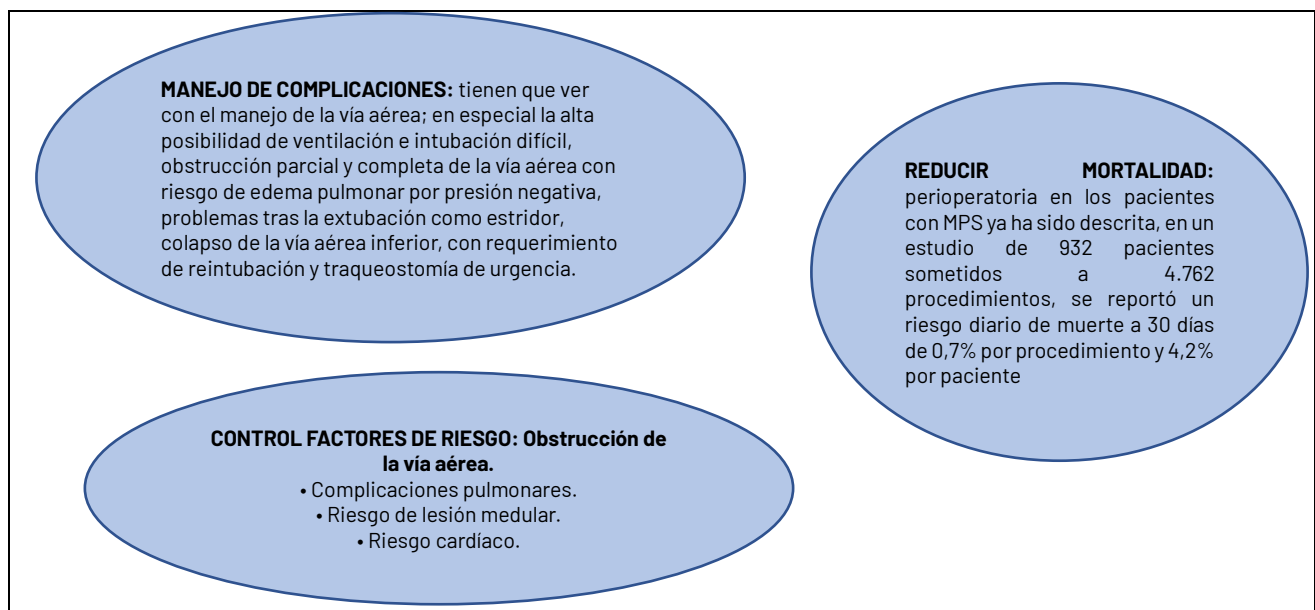 MANEJO DE COMPLICACIONES: tienen que ver
con el manejo de la vía aérea; en especial la alta
posibilidad de ventilación e intubación difícil,
obstrucción parcial y completa de la vía aérea con
riesgo de edema pulmonar por presión negativa,
problemas tras la extubación como estridor,
colapso de la vía aérea inferior, con requerimiento
de reintubación y traqueostomía de urgencia.
REDUCIR MORTALIDAD:
perioperatoria en los pacientes
con MPS ya ha sido descrita, en un
estudio de 932 pacientes
sometidos a 4.762
procedimientos, se reportó un
riesgo diario de muerte a 30 días
de 0,7% por procedimiento y 4,2%
por paciente
CONTROL FACTORES DE RIESGO: Obstrucción de
la vía aérea.
• Complicaciones pulmonares.
• Riesgo de lesión medular.
• Riesgo cardíaco.